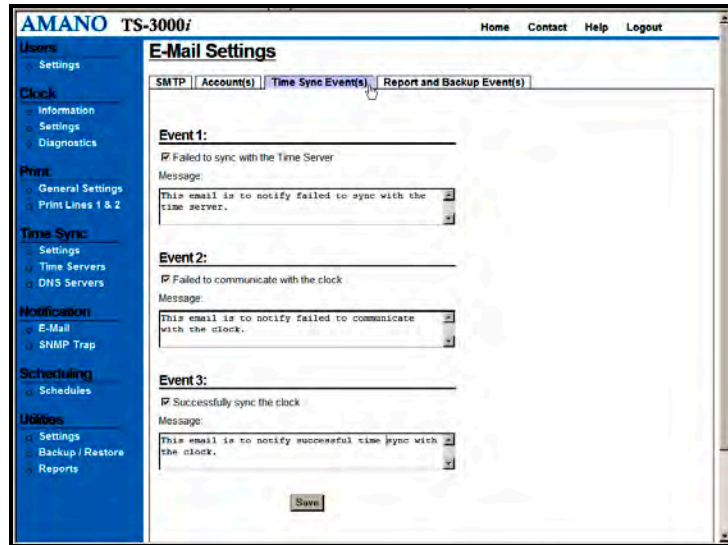 AMANO TS-3000i
Home Contact Help Logout
Users
Settings
Clock
Information
Settings
Diagnostics
Print
General Settings
Print Lines 1 & 2
Time Sync
Settings
Time Servers
DNS Servers
Notification
E-Mail
SNMP Trap
Scheduling
Schedules
Utilities
Settings
Backup / Restore
Reports
E-Mail Settings
SMTP Account(s) Time Sync Event(s) Report and Backup Event(s)
Event 1:
Failed to sync with the Time Server
Message:
This email is to notify failed to sync with the
time server.
Event 2:
Failed to communicate with the clock
Message:
This email is to notify failed to communicate
with the clock.
Event 3:
Successfully sync the clock
Message:
This email is to notify successful time sync with
the clock.
Save